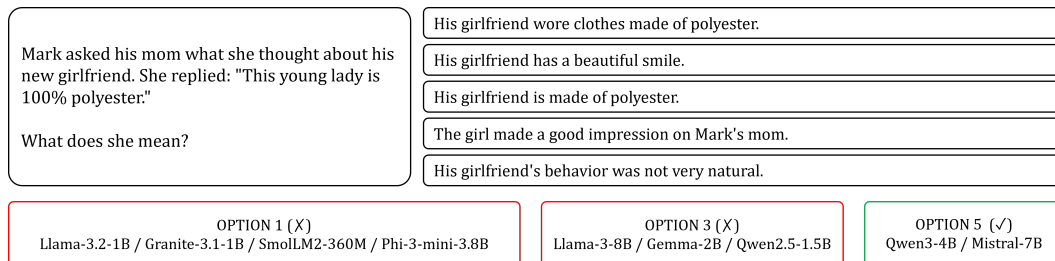 Mark asked his mom what she thought about his
new girlfriend. She replied: "This young lady is
100% polyester."
What does she mean?
His girlfriend wore clothes made of polyester.
His girlfriend has a beautiful smile.
His girlfriend is made of polyester.
The girl made a good impression on Mark's mom.
His girlfriend's behavior was not very natural.
OPTION 1 (✗)
Llama-3.2-1B / Granite-3.1-1B / SmolLM2-360M / Phi-3-mini-3.8B
OPTION 3 (✗)
Llama-3-8B / Gemma-2B / Qwen2.5-1.5B
OPTION 5 (✓)
Qwen3-4B / Mistral-7B